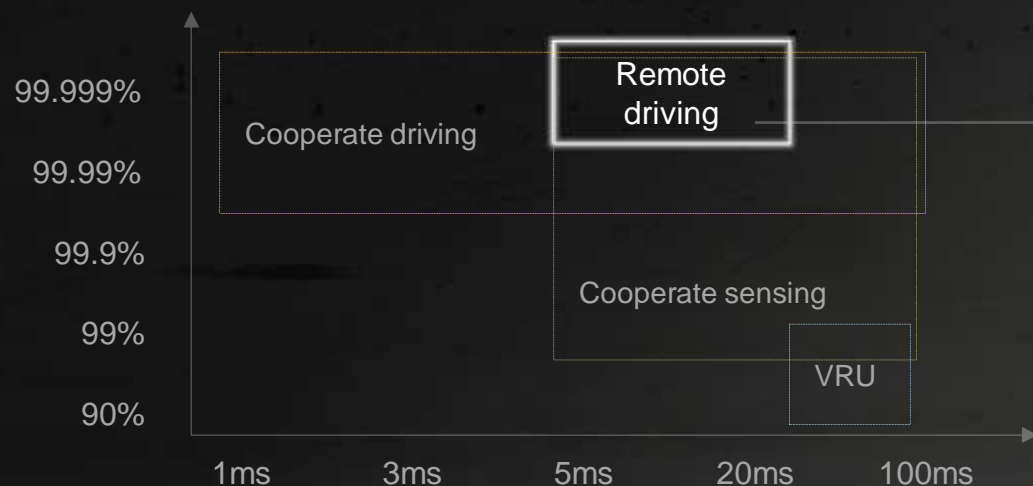 99.999%
99.99%
99.9%
99%
90%
Remote
driving
Cooperate driving
Cooperate sensing
VRU
1ms
3ms
5ms
20ms
100ms